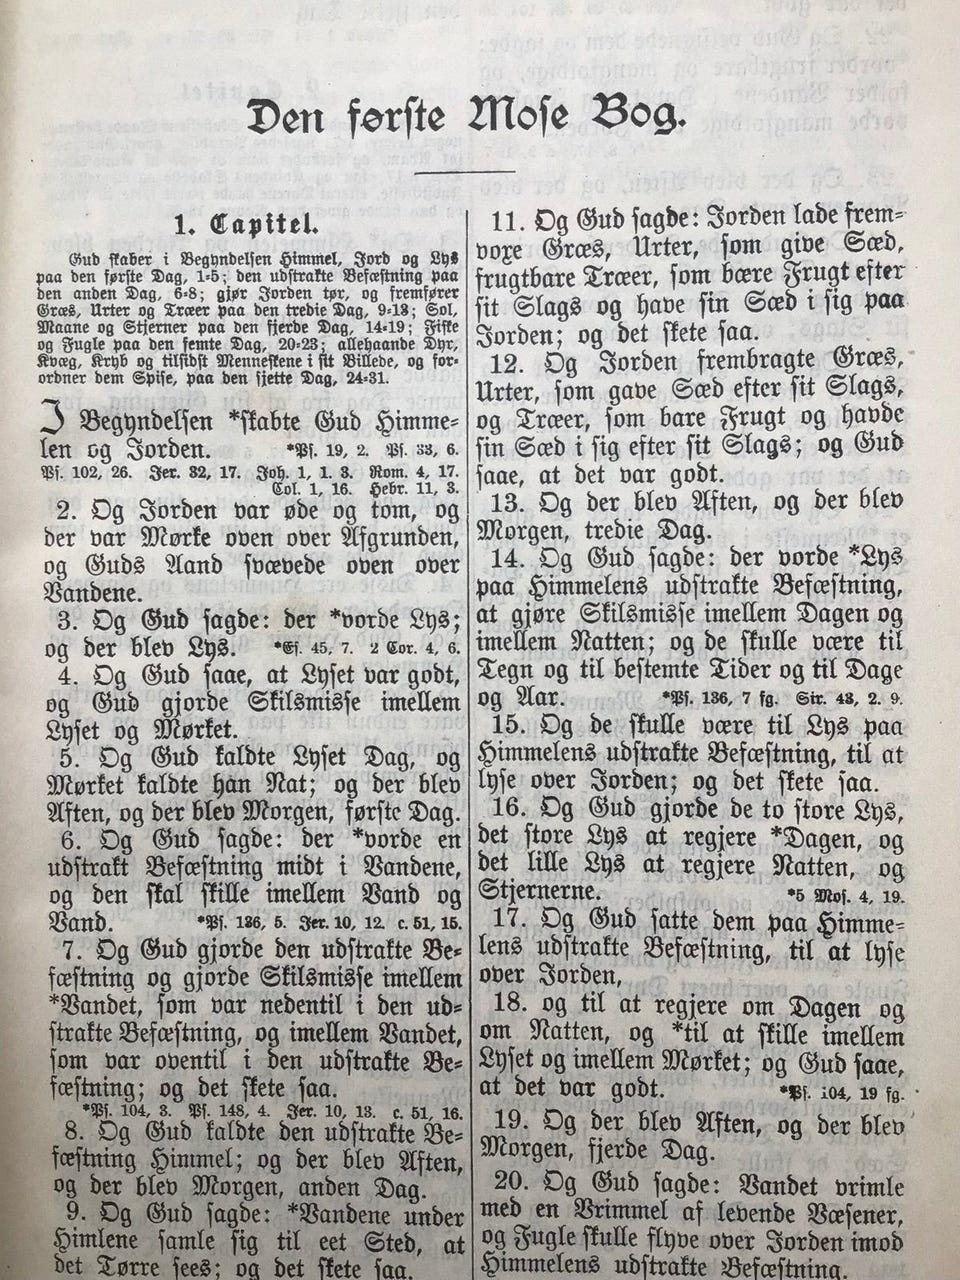 Den første Mose Bog.
1. Capitel.
Gud skaber i Begyndelsen Himmel, Jord og Lys
paa den første Dag, 1-5; den udstrakte Befæstning paa
den anden Dag, 6-8; gjør Jorden tør, og fremfører
Græs, Urter og Træer paa den tredie Dag, 9-13; Sol,
Maane og Stjerner paa den fjerde Dag, 14-19; Fiske
og Fugle paa den femte Dag, 20-23; allehaande Dyr,
Kvæg, Kryb og tilsidst Menneskene i sit Billede, og for-
ordner dem Spise, paa den sjette Dag, 24-31.
I Begyndelsen *skabte Gud Himme-
len og Jorden. *Ps. 19, 2. Ps. 33, 6.
Ps. 102, 26. Jer. 32, 17. Joh. 1, 1. 3. Rom. 4, 17.
Col. 1, 16. Hebr. 11, 3.
2. Og Jorden var øde og tom, og
der var Mørke oven over Afgrunden,
og Guds Aand svævede oven over
Vandene.
3. Og Gud sagde: der *vorde Lys;
og der blev Lys. *Es. 45, 7. 2 Cor. 4, 6.
4. Og Gud saae, at Lyset var godt,
og Gud gjorde Skilsmisse imellem
Lyset og Mørket.
5. Og Gud kaldte Lyset Dag, og
Mørket kaldte han Nat; og der blev
Aften, og der blev Morgen, første Dag.
6. Og Gud sagde: der *vorde en
udstrakt Befæstning midt i Vandene,
og den skal skille imellem Vand og
Vand. *Ps. 136, 5. Jer. 10, 12. c. 51, 15.
7. Og Gud gjorde den udstrakte Be-
fæstning og gjorde Skilsmisse imellem
*Vandet, som var nedentil i den ud-
strakte Befæstning, og imellem Vandet,
som var oventil i den udstrakte Be-
fæstning; og det skete saa.
*Ps. 104, 3. Ps. 148, 4. Jer. 10, 13. c. 51, 16.
8. Og Gud kaldte den udstrakte Be-
fæstning Himmel; og der blev Aften,
og der blev Morgen, anden Dag.
9. Og Gud sagde: *Vandene under
Himlene samle sig til eet Sted, at
det Tørre sees; og det skete saa.
11. Og Gud sagde: Jorden lade frem-
voxe Græs, Urter, som give Sæd,
frugtbare Træer, som bære Frugt efter
sit Slags og have sin Sæd i sig paa
Jorden; og det skete saa.
12. Og Jorden frembragte Græs,
Urter, som gave Sæd efter sit Slags,
og Træer, som bare Frugt og havde
sin Sæd i sig efter sit Slags; og Gud
saae, at det var godt.
13. Og der blev Aften, og der blev
Morgen, tredie Dag.
14. Og Gud sagde: der vorde *Lys
paa Himmelens udstrakte Befæstning,
at gjøre Skilsmisse imellem Dagen og
imellem Natten; og de skulle være til
Tegn og til bestemte Tider og til Dage
og Aar. *Ps. 136, 7 fg. Sir. 43, 2. 9.
15. Og de skulle være til Lys paa
Himmelens udstrakte Befæstning, til at
lyse over Jorden; og det skete saa.
16. Og Gud gjorde de to store Lys,
det store Lys at regjere *Dagen, og
det lille Lys at regjere Natten, og
Stjernerne. *5 Mos. 4, 19.
17. Og Gud satte dem paa Himme-
lens udstrakte Befæstning, til at lyse
over Jorden,
18. og til at regjere om Dagen og
om Natten, og *til at skille imellem
Lyset og imellem Mørket; og Gud saae,
at det var godt. *Ps. 104, 19 fg.
19. Og der blev Aften, og der blev
Morgen, fjerde Dag.
20. Og Gud sagde: Vandet vrimle
med en Vrimmel af levende Væsener,
og Fugle skulle flyve over Jorden imod
Himmelens udstrakte Befæstning.